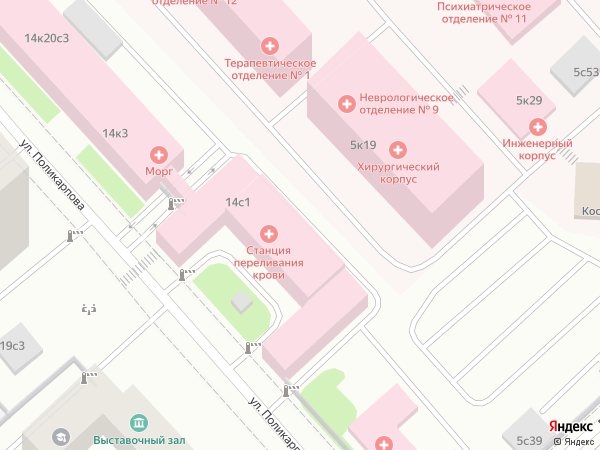 отделение № 12
Психиатрическое
отделение № 11
14к20с3
Терапевтическое
отделение № 1
5с53
Неврологическое
отделение № 9
5к29
14к3
5к19
Инженерный
корпус
Морг
Хирургический
корпус
ул. Поликарпова
14с1
Кос
Станция
переливания
крови
19с3
ул. Поликарпо
Выставочный зал
5с39
Яндекс
© Яндекс